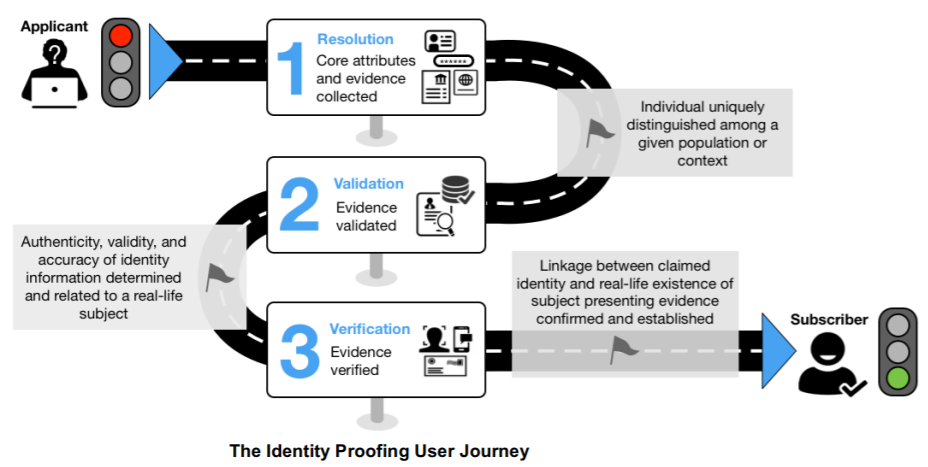 Applicant
1
Resolution
Core attributes
and evidence
collected
Individual uniquely
distinguished among a
given population or
context
2
Validation
Evidence
validated
Authenticity, validity, and
accuracy of identity
information determined
and related to a real-life
subject
3
Verification
Evidence
verified
Linkage between claimed
identity and real-life existence of
subject presenting evidence
confirmed and established
Subscriber
The Identity Proofing User Journey